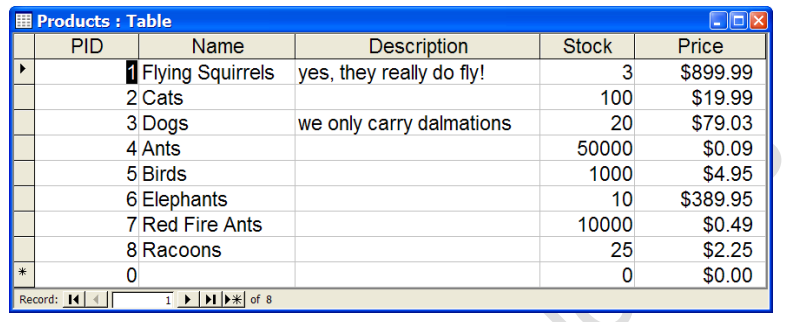 Products : Table
PID Name Description Stock Price
1 Flying Squirrels yes, they really do fly! 3 $899.99
2 Cats 100 $19.99
3 Dogs we only carry dalmations 20 $79.03
4 Ants 50000 $0.09
5 Birds 1000 $4.95
6 Elephants 10 $389.95
7 Red Fire Ants 10000 $0.49
8 Racoons 25 $2.25
* 0 0 $0.00
Record: 1 of 8